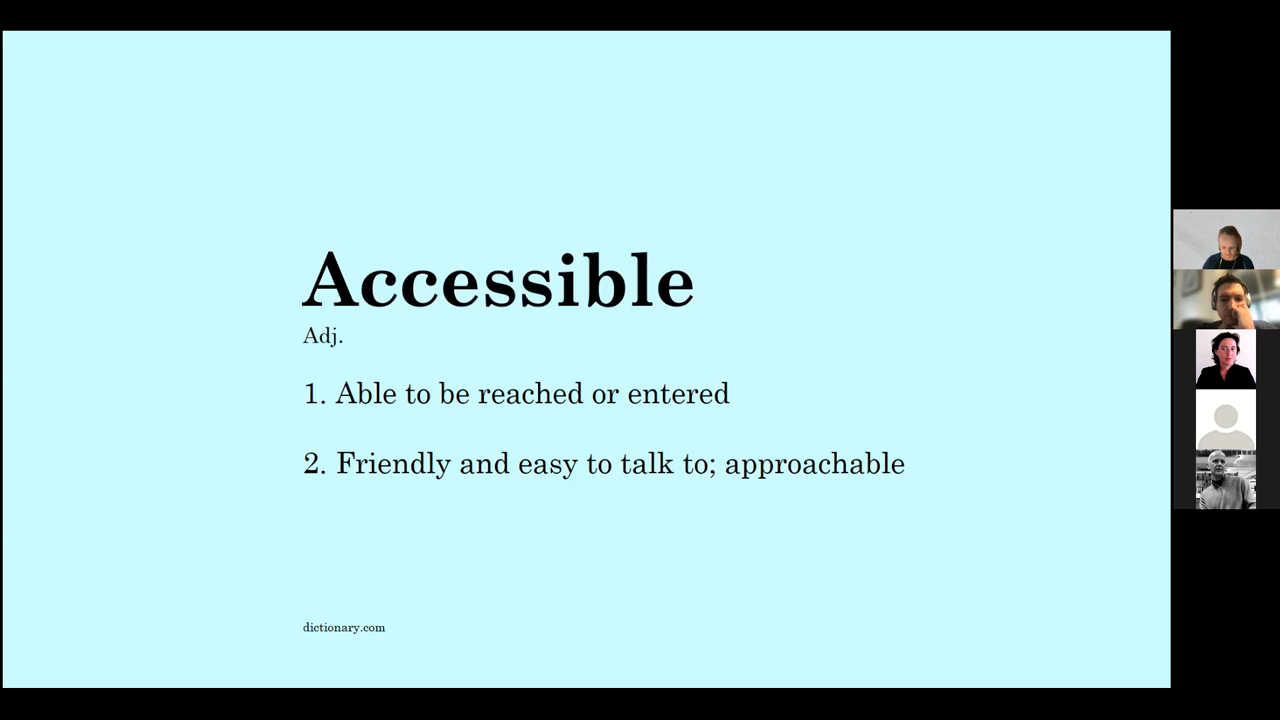 Accessible
Adj.
1. Able to be reached or entered
2. Friendly and easy to talk to; approachable
dictionary.com